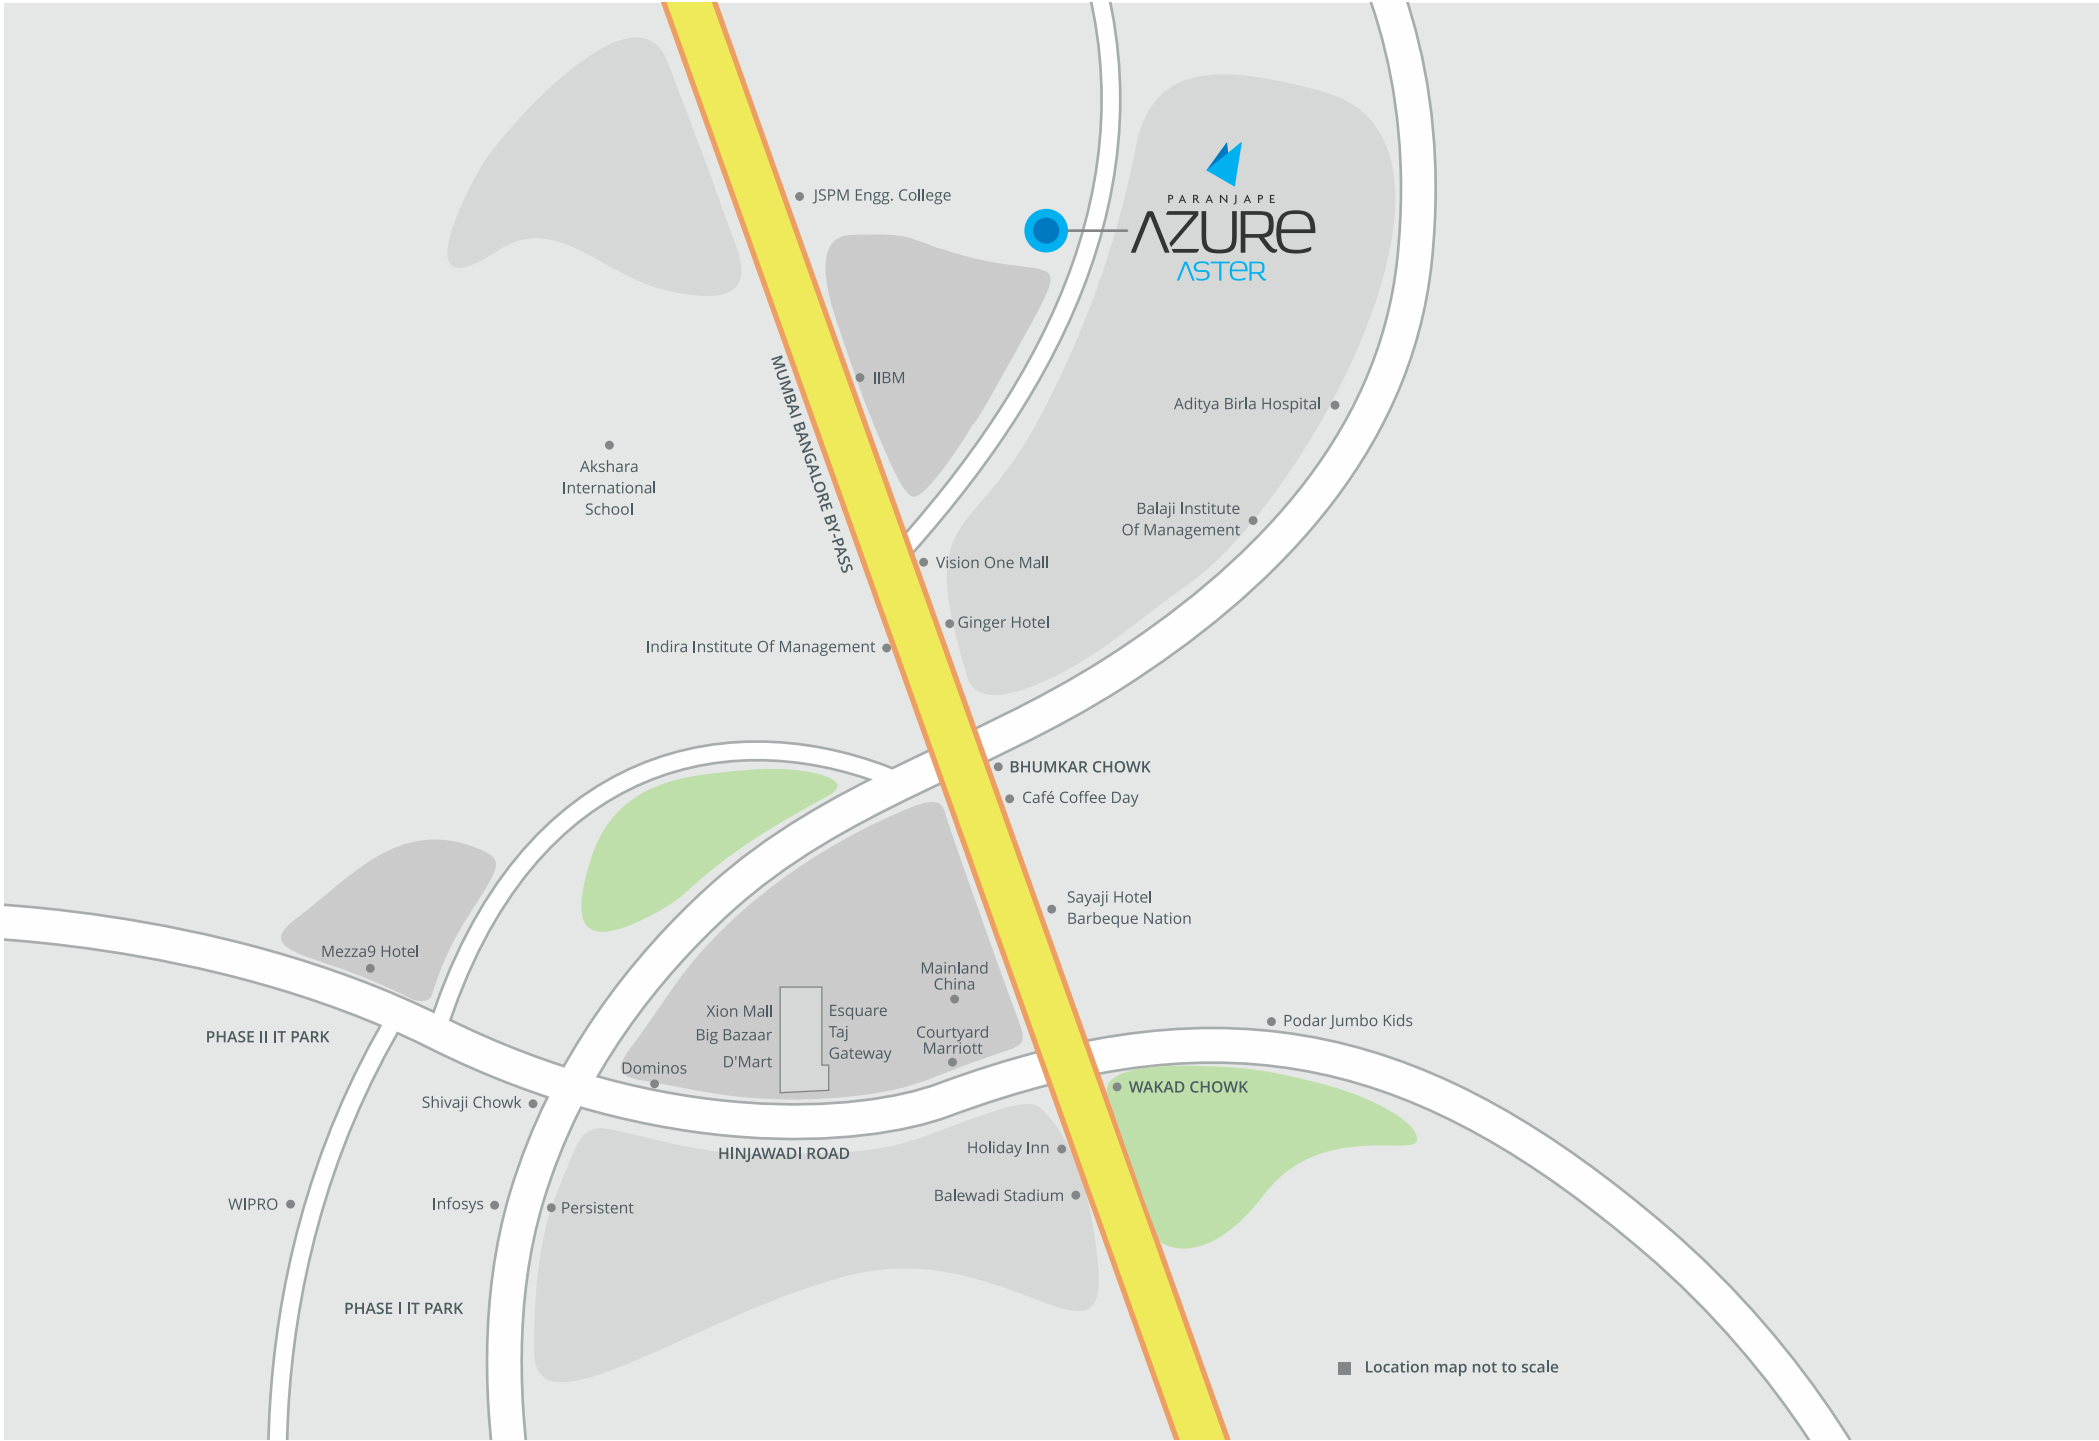 JSPM Engg. College
PARANJAPE
AZURE
ASTER
MUMBAI BANGALORE BY-PASS
IIBM
Aditya Birla Hospital
Akshara
International
School
Balaji Institute
Of Management
Vision One Mall
Ginger Hotel
Indira Institute Of Management
BHUMKAR CHOWK
Café Coffee Day
Sayaji Hotel
Barbeque Nation
Mezza9 Hotel
Mainland
China
Xion Mall
Big Bazaar
D'Mart
Esquare
Taj
Gateway
Courtyard
Marriott
Podar Jumbo Kids
PHASE II IT PARK
Dominos
WAKAD CHOWK
Shivaji Chowk
HINJAWADI ROAD
Holiday Inn
Balewadi Stadium
WIPRO
Infosys
Persistent
PHASE I IT PARK
Location map not to scale